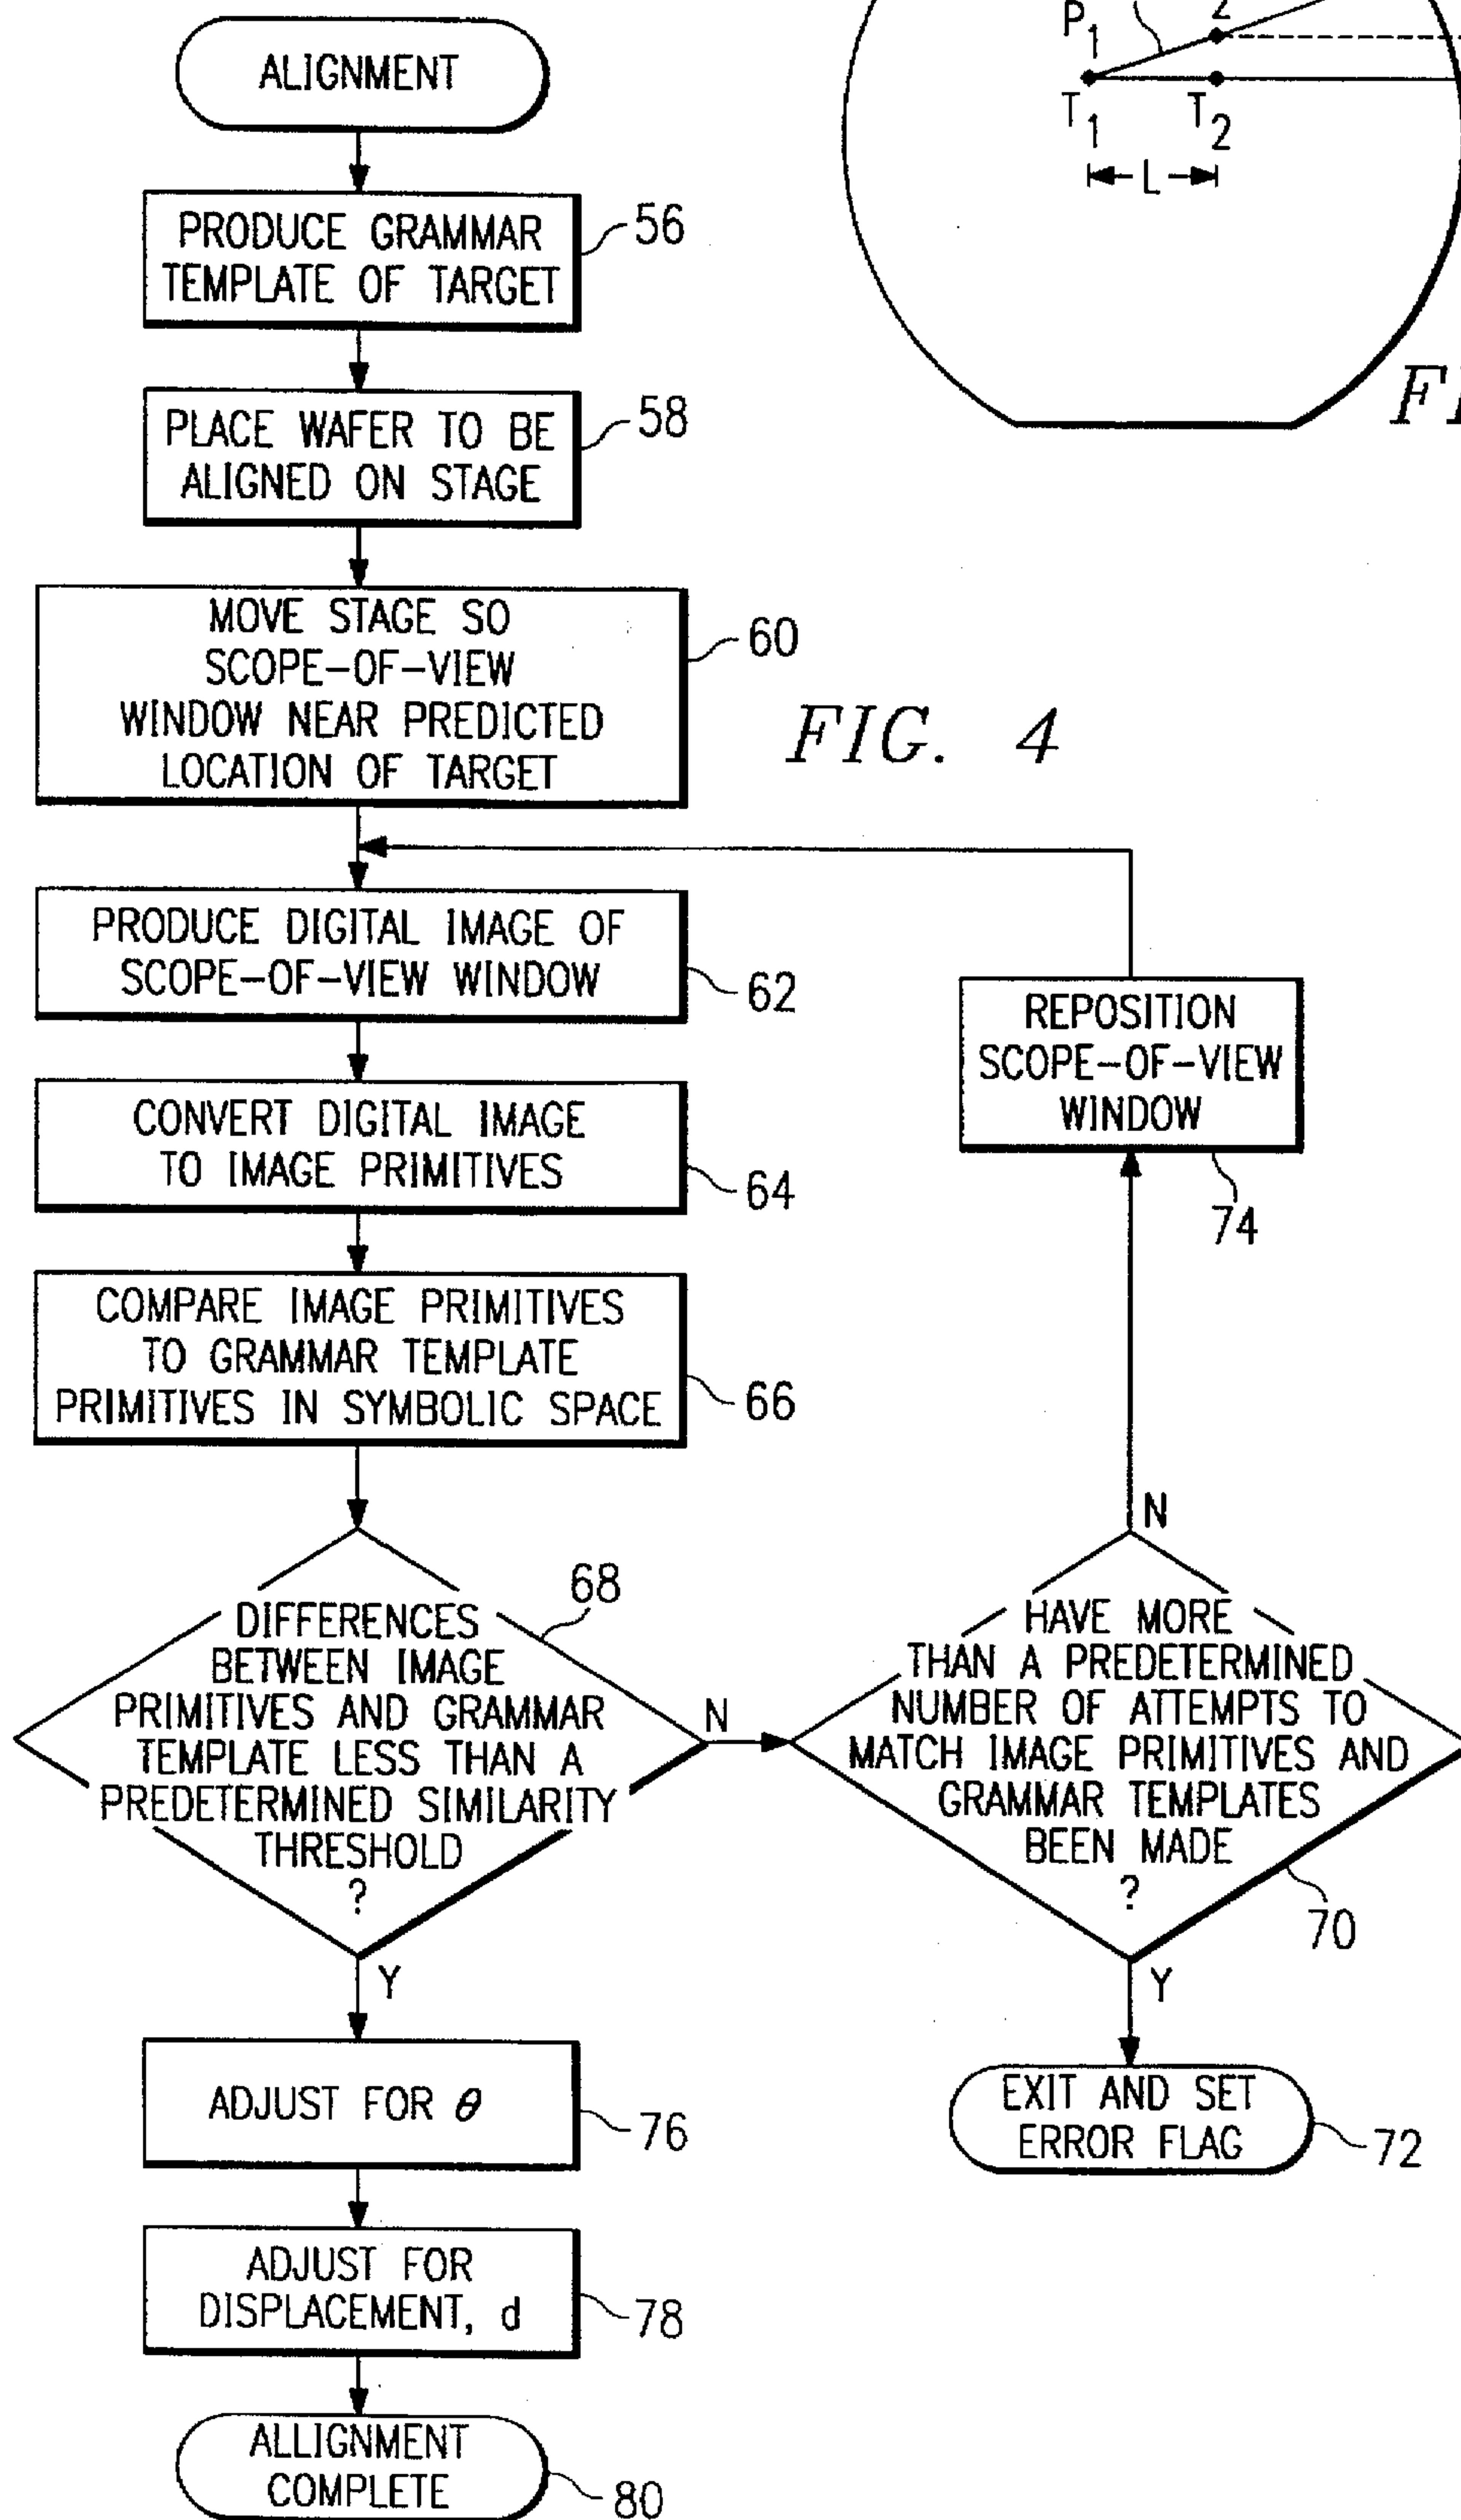 ALIGNMENT
PRODUCE GRAMMAR
TEMPLATE OF TARGET
56
PLACE WAFER TO BE
ALIGNED ON STAGE
58
MOVE STAGE SO
SCOPE-OF-VIEW
WINDOW NEAR PREDICTED
LOCATION OF TARGET
60
FIG. 4
PRODUCE DIGITAL IMAGE OF
SCOPE-OF-VIEW WINDOW
62
CONVERT DIGITAL IMAGE
TO IMAGE PRIMITIVES
64
COMPARE IMAGE PRIMITIVES
TO GRAMMAR TEMPLATE
PRIMITIVES IN SYMBOLIC SPACE
66
DIFFERENCES
BETWEEN IMAGE
PRIMITIVES AND GRAMMAR
TEMPLATE LESS THAN A
PREDETERMINED SIMILARITY
THRESHOLD
?
68
N
Y
HAVE MORE
THAN A PREDETERMINED
NUMBER OF ATTEMPTS TO
MATCH IMAGE PRIMITIVES AND
GRAMMAR TEMPLATES
BEEN MADE
?
70
N
Y
REPOSITION
SCOPE-OF-VIEW
WINDOW
74
EXIT AND SET
ERROR FLAG
72
ADJUST FOR θ
76
ADJUST FOR
DISPLACEMENT, d
78
ALLIGNMENT
COMPLETE
80
P1
2
T1
T2
L